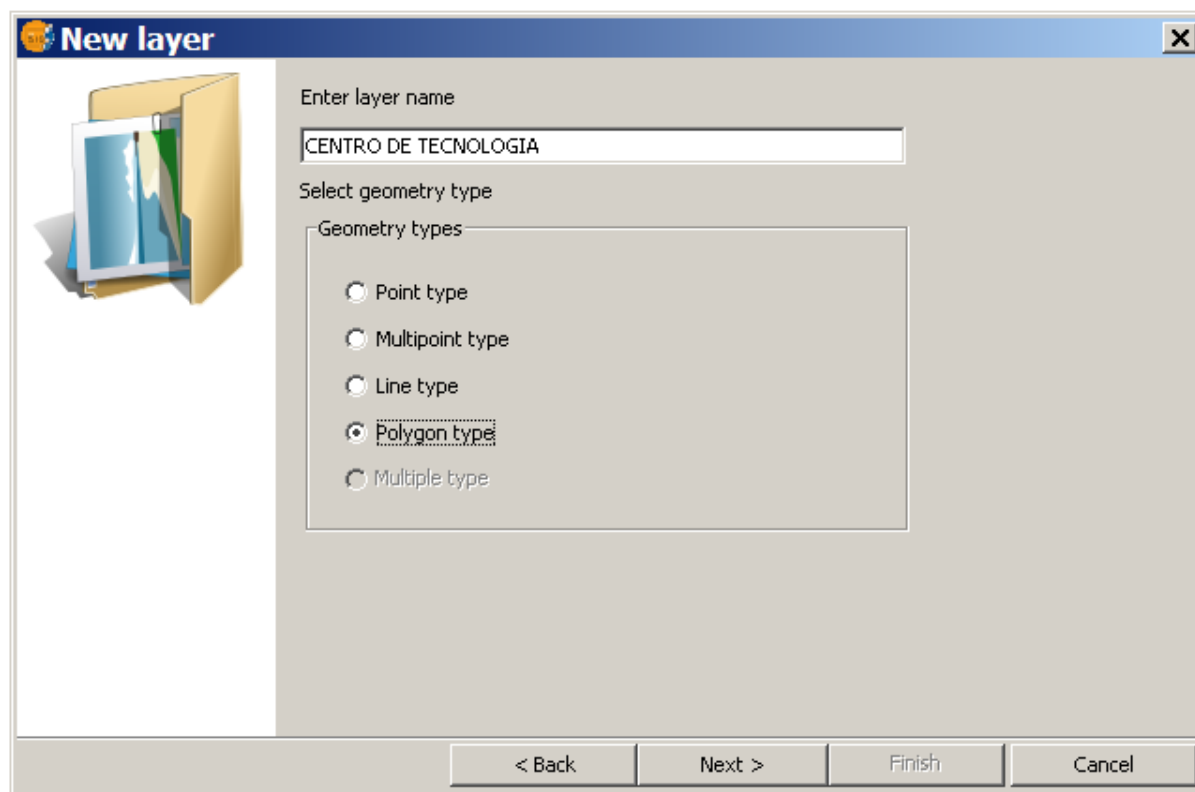 New layer
Enter layer name
CENTRO DE TECNOLOGIA
Select geometry type
Geometry types
Point type
Multipoint type
Line type
Polygon type
Multiple type
< Back Next > Finish Cancel